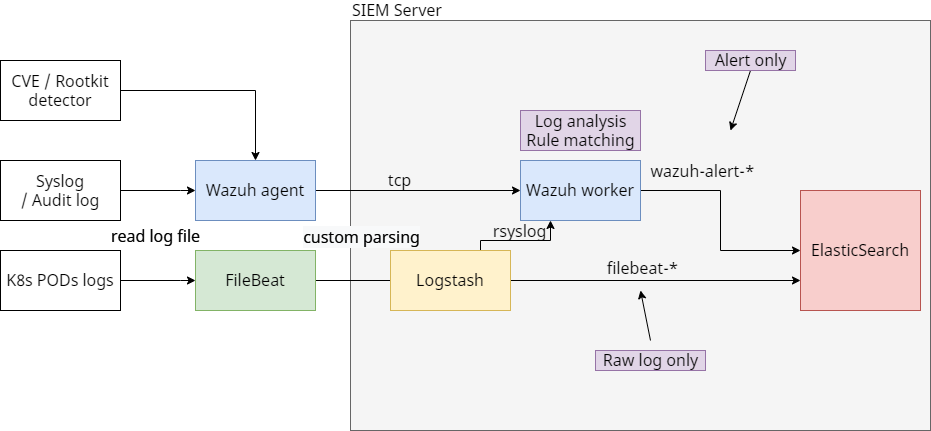 SIEM Server
CVE / Rootkit
detector
Alert only
Log analysis
Rule matching
Syslog
/ Audit log
Wazuh agent
tcp
Wazuh worker
wazuh-alert-*
read log file
custom parsing
rsyslog
ElasticSearch
K8s PODs logs
FileBeat
Logstash
filebeat-*
Raw log only